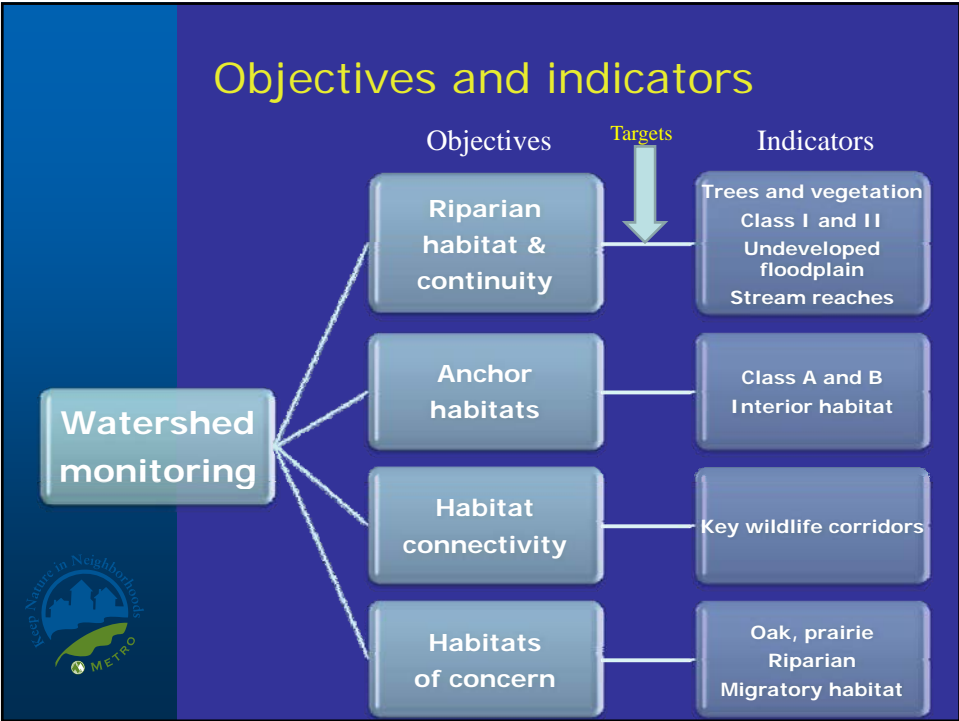 Objectives and indicators
Objectives
Targets
Indicators
Watershed
monitoring
Riparian
habitat &
continuity
Trees and vegetation
Class I and II
Undeveloped
floodplain
Stream reaches
Anchor
habitats
Class A and B
Interior habitat
Habitat
connectivity
Key wildlife corridors
Habitats
of concern
Oak, prairie
Riparian
Migratory habitat
Keep Nature in Neighborhoods
METRO